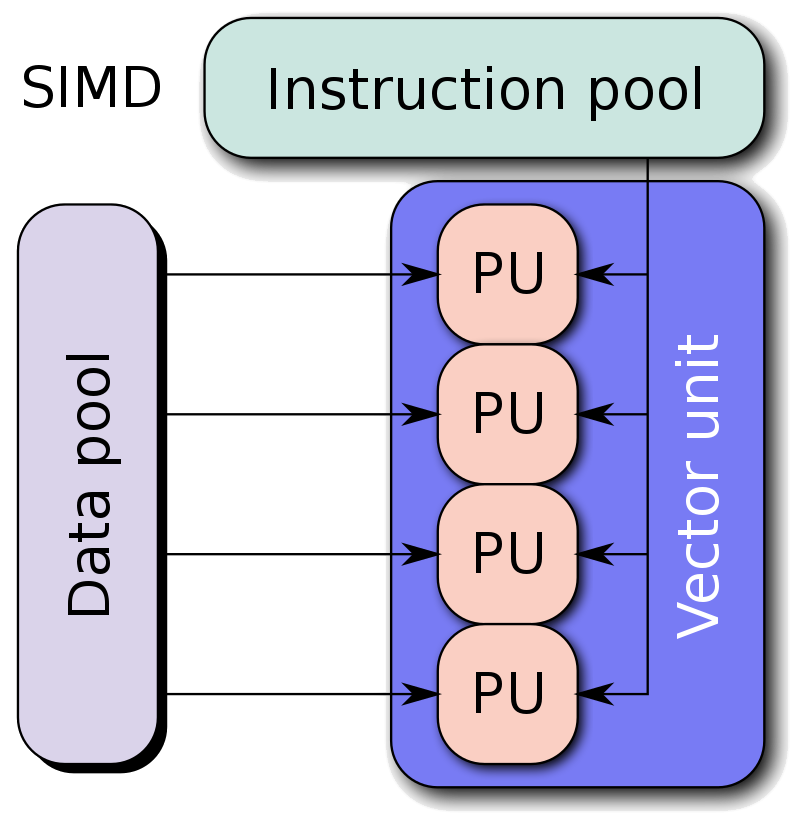 SIMD
Instruction pool
Data pool
PU
PU
PU
PU
Vector unit